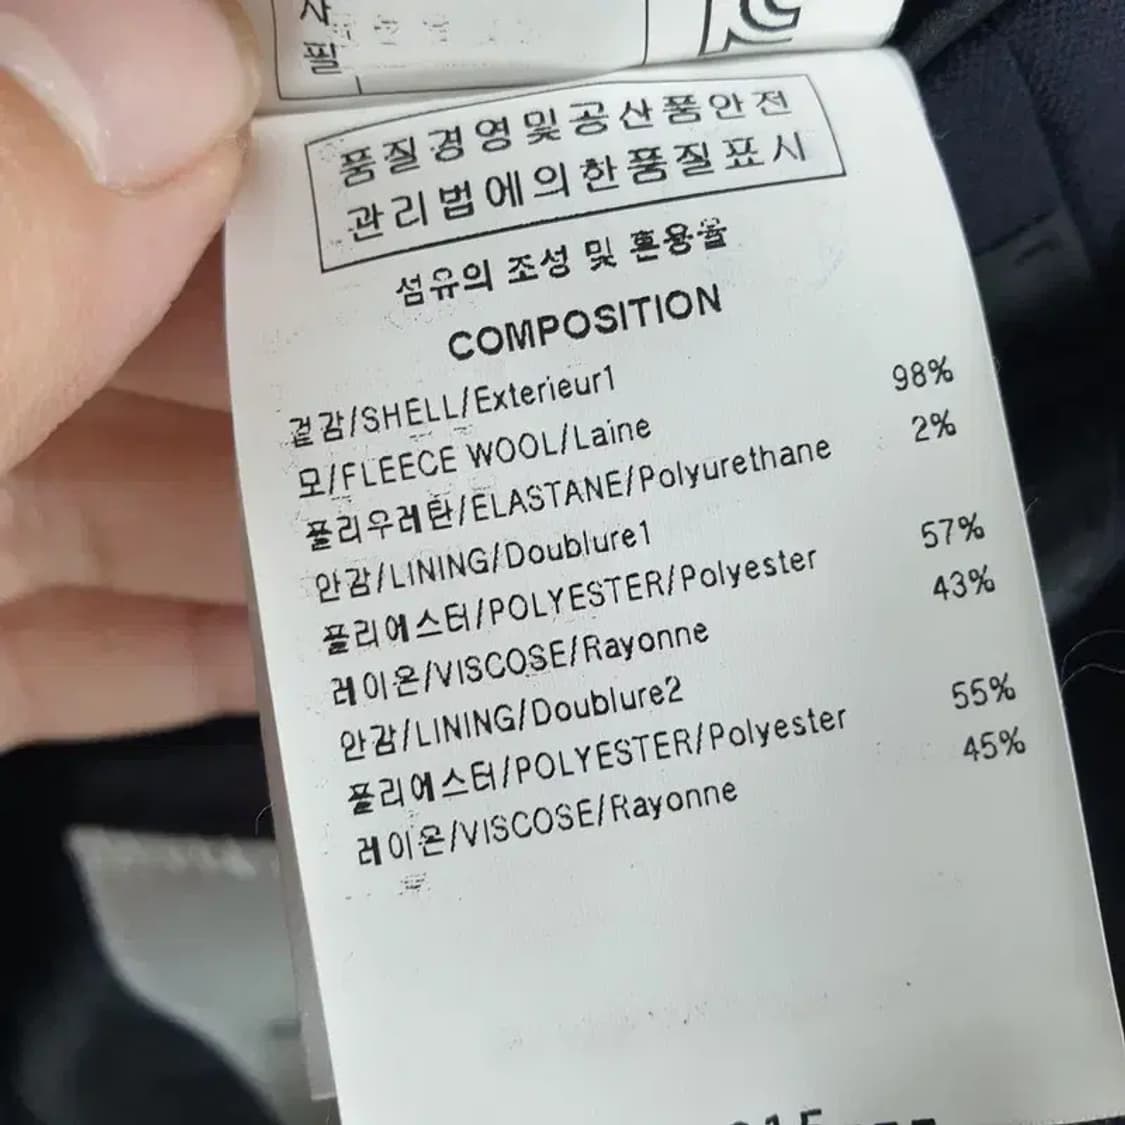 필
품질경영및공산품안전
관리법에의한품질표시
섬유의 조성 및 혼용율
COMPOSITION
겉감/SHELL/Exterieur1
모/FLEECE WOOL/Laine 98%
폴리우레탄/ELASTANE/Polyurethane 2%
안감/LINING/Doublure1
폴리에스터/POLYESTER/Polyester 57%
레이온/VISCOSE/Rayonne 43%
안감/LINING/Doublure2
폴리에스터/POLYESTER/Polyester 55%
레이온/VISCOSE/Rayonne 45%